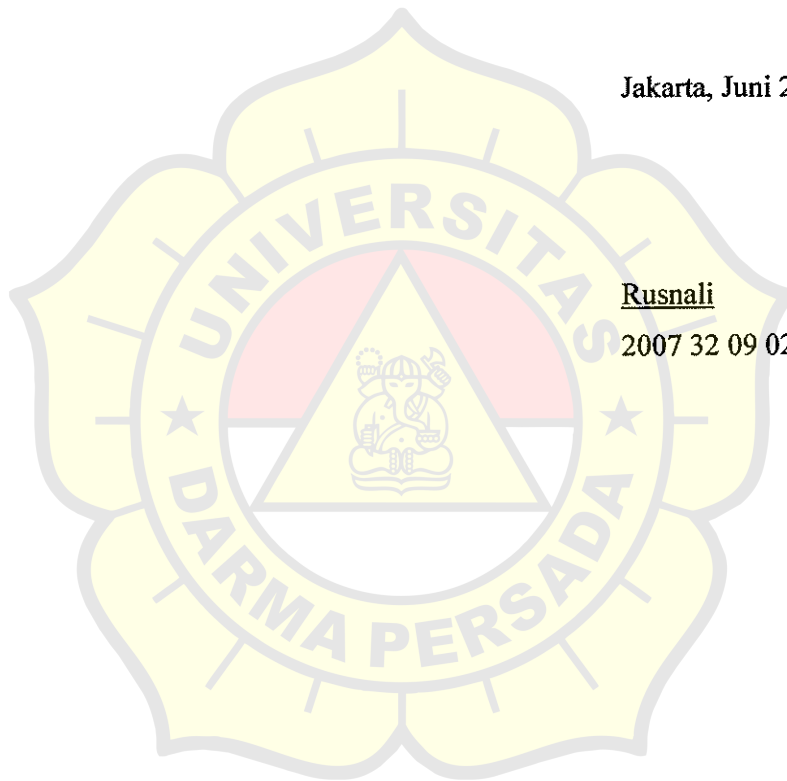 Jakarta, Juni 2
Rusnali
2007 32 09 02
UNIVERSITAS
DARMA PERSADA